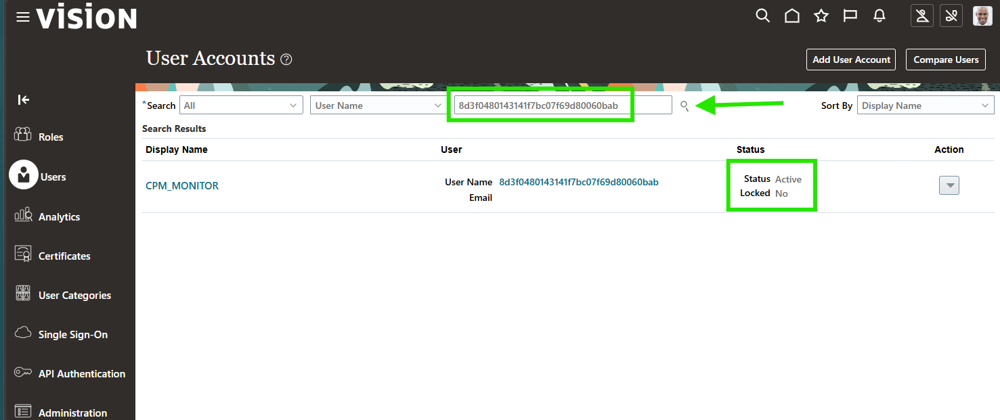 vision
User Accounts ?
Add User Account
Compare Users
*Search All User Name 8d3f0480143141f7bc07f69d80060bab Sort By Display Name
Search Results
Display Name User Status Action
CPM_MONITOR
User Name 8d3f0480143141f7bc07f69d80060bab
Email
Status Active
Locked No
Roles
Users
Analytics
Certificates
User Categories
Single Sign-On
API Authentication
Administration